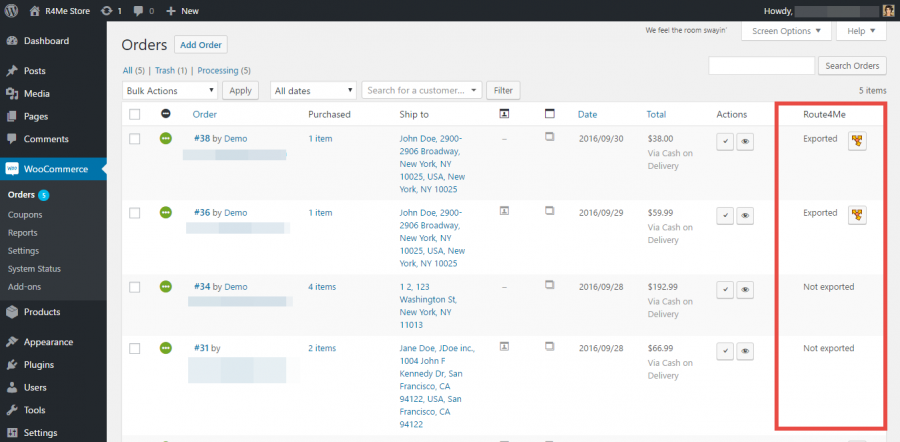 R4Me Store 1 0 New Howdy,
Dashboard
Posts
Media
Pages
Comments
WooCommerce
Orders 5
Coupons
Reports
Settings
System Status
Add-ons
Products
Appearance
Plugins
Users
Tools
Settings
We feel the room swayin'
Screen Options
Help
Orders Add Order
All (5) | Trash (1) | Processing (5)
Search Orders
Bulk Actions Apply All dates Search for a customer... Filter
5 items
Order Purchased Ship to Date Total Actions Route4Me
#38 by Demo 1 item John Doe, 2900- 2016/09/30 $38.00 Exported
2906 Broadway, Via Cash on
New York, NY Delivery
10025, USA, New
York, NY 10025
#36 by Demo 1 item John Doe, 2900- 2016/09/29 $59.99 Exported
2906 Broadway, Via Cash on
New York, NY Delivery
10025, USA, New
York, NY 10025
#34 by Demo 4 items 1 2, 123 2016/09/28 $192.99 Not exported
Washington St, Via Cash on
New York, NY Delivery
11013
#31 by 2 items Jane Doe, JDoe inc., 2016/09/28 $66.99 Not exported
1004 John F Via Cash on
Kennedy Dr, San Delivery
Francisco, CA
94122, USA, San
Francisco, CA
94122